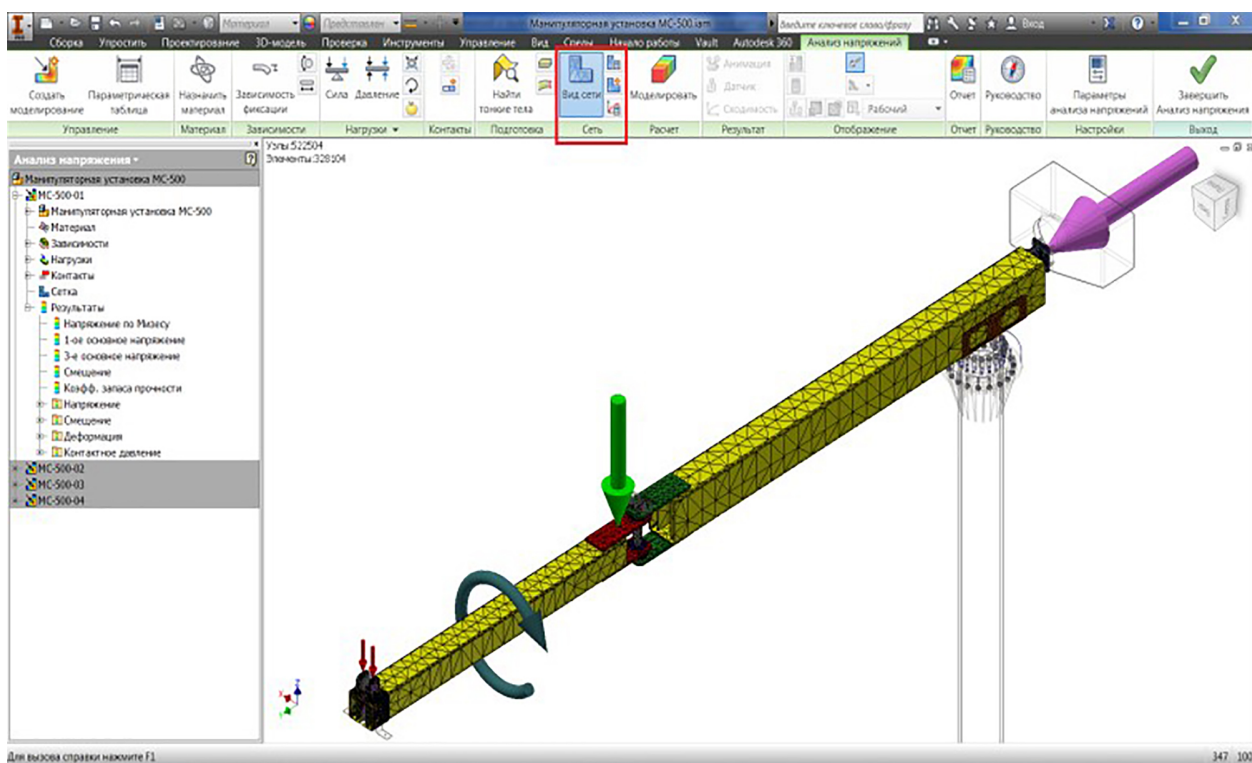 PRO
Материал
Представлен
Манипуляторная установка МС-500.iam
Введите ключевое слово/фразу
Вход
Сборка Упростить Проектирование 3D-модель Проверка Инструменты Управление Вид Среды Начало работы Vault Autodesk 360 Анализ напряжений
Создать моделирование
Параметрическая таблица
Назначить материал
Зависимость фиксации
Сила Давление
Найти тонкие тела
Вид сети
Моделировать
Анимация
Датчик
Сходимость
Рабочий
Отчет
Руководство
Параметры анализа напряжений
Завершить Анализ напряжения
Управление Материал Зависимости Нагрузки Контакты Подготовка Сеть Расчет Результат Отображение Отчет Руководство Настройки Выход
Анализ напряжения
Узлы:522504
Элементы:328104
Манипуляторная установка МС-500
МС-500-01
Манипуляторная установка МС-500
Материал
Зависимости
Нагрузки
Контакты
Сетка
Результаты
Напряжение по Мизесу
1-ое основное напряжение
3-е основное напряжение
Смещение
Коэфф. запаса прочности
Напряжение
Смещение
Деформация
Контактное давление
МС-500-02
МС-500-03
МС-500-04
X
Y
Z
Для вызова справки нажмите F1
347 100